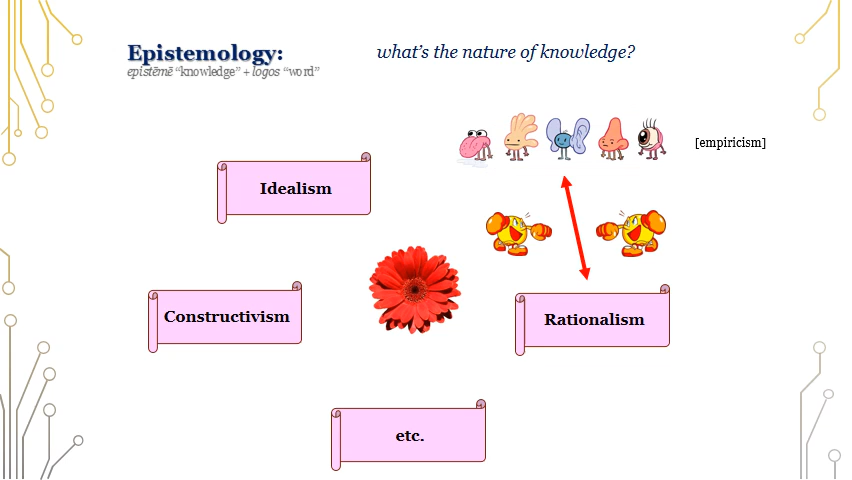 Epistemology:
what's the nature of knowledge?
epistēmē “knowledge” + logos “word”
[empiricism]
Idealism
Constructivism
Rationalism
etc.